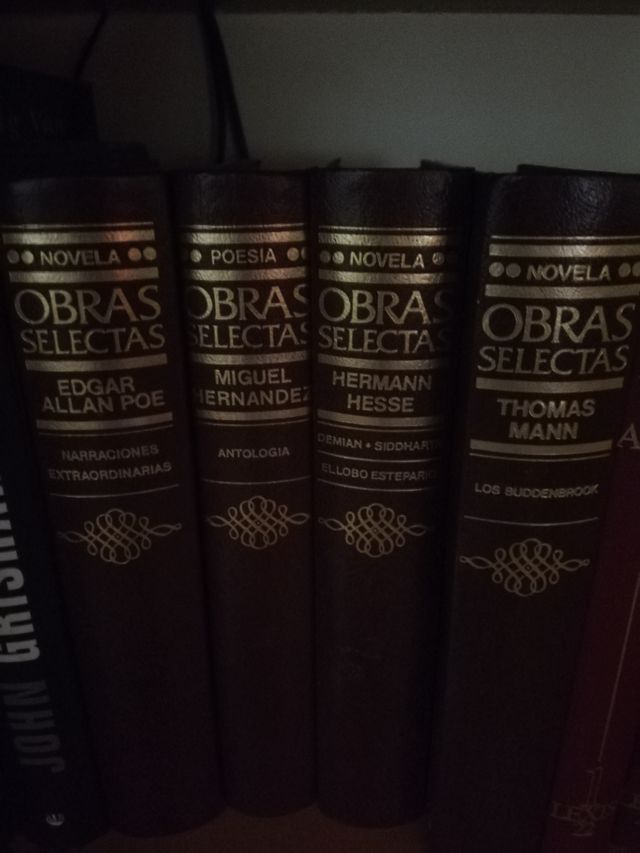 JOHN GRISHAM
NOVELA
OBRAS
SELECTAS
EDGAR
ALLAN POE
NARRACIONES
EXTRAORDINARIAS
POESIA
OBRAS
SELECTAS
MIGUEL
HERNANDEZ
ANTOLOGIA
NOVELA
OBRAS
SELECTAS
HERMANN
HESSE
DEMIAN • SIDDHARTA
EL LOBO ESTEPARIO
NOVELA
OBRAS
SELECTAS
THOMAS
MANN
LOS BUDDENBROOK
A